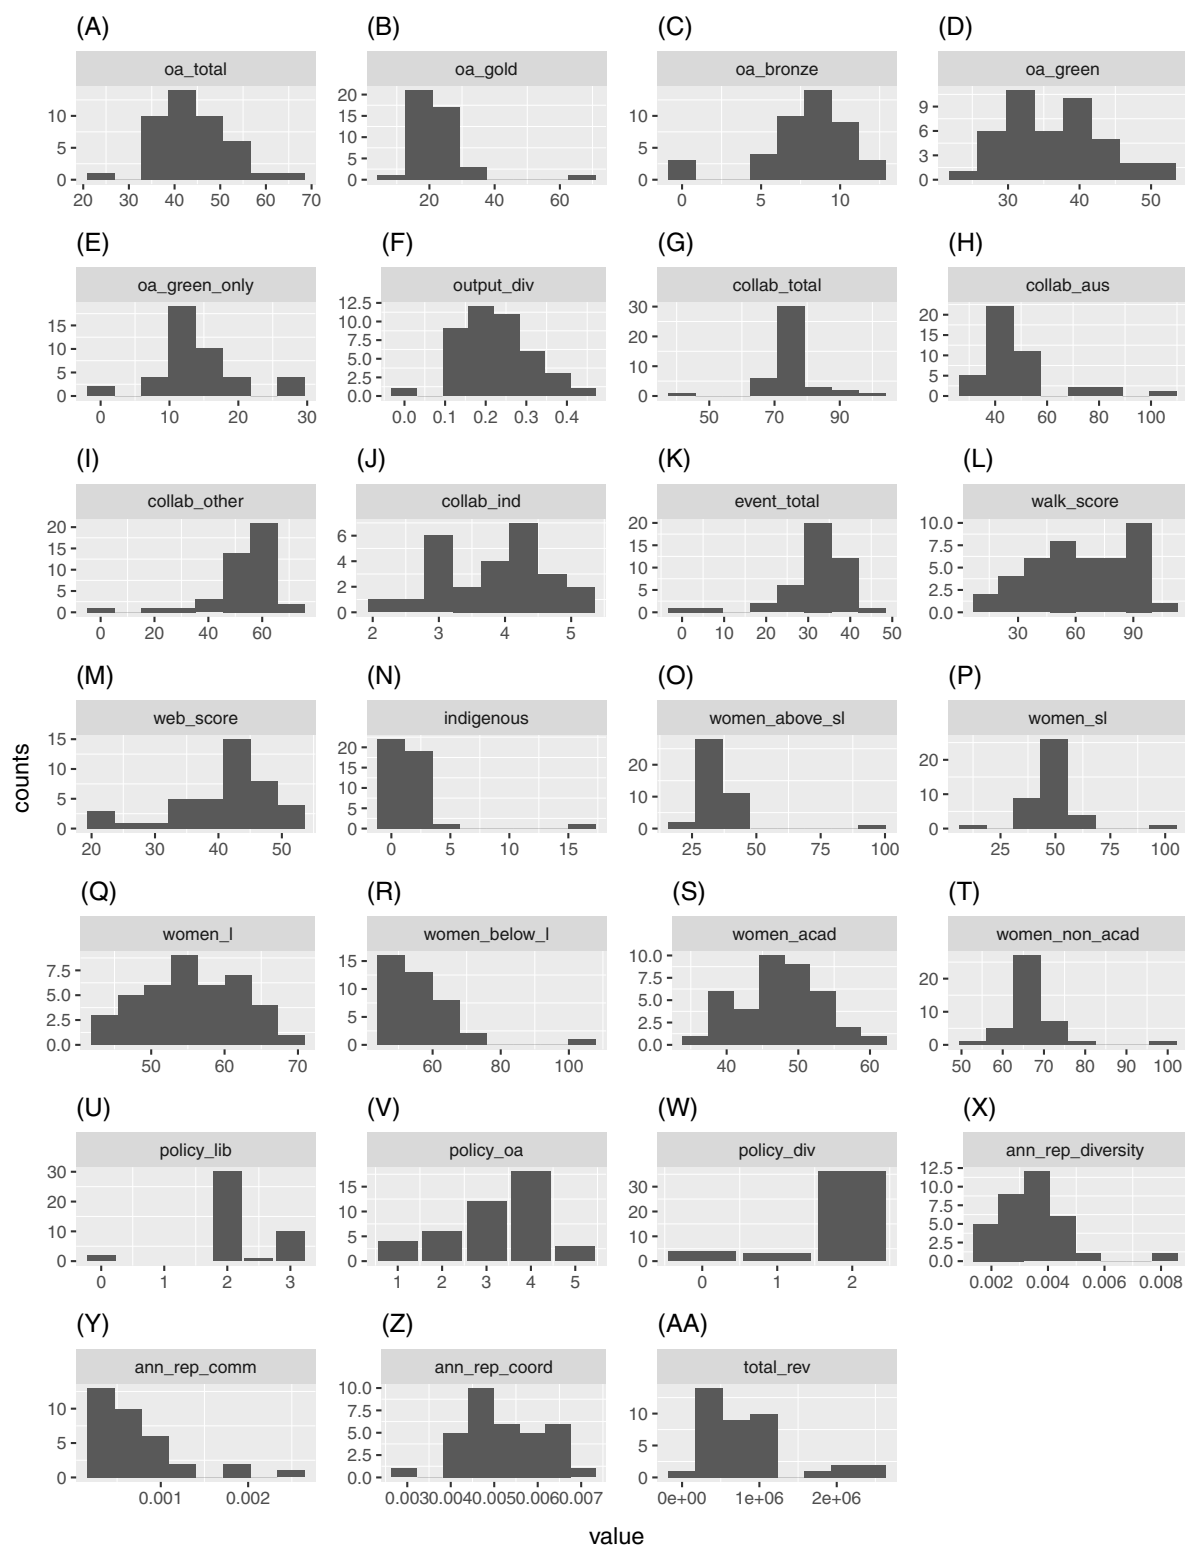 (A) (B) (C) (D)
oa_total oa_gold oa_bronze oa_green
10 5 0 20 15 10 5 0 10 5 0 9 6 3 0
20 30 40 50 60 70 20 40 60 0 5 10 30 40 50
(E) (F) (G) (H)
oa_green_only output_div collab_total collab_aus
15 10 5 0 12.5 10.0 7.5 5.0 2.5 0.0 30 20 10 0 20 15 10 5 0
0 10 20 30 0.0 0.1 0.2 0.3 0.4 50 70 90 40 60 80 100
(I) (J) (K) (L)
collab_other collab_ind event_total walk_score
20 15 10 5 0 6 4 2 0 20 15 10 5 0 10.0 7.5 5.0 2.5 0.0
0 20 40 60 2 3 4 5 0 10 20 30 40 50 30 60 90
(M) (N) (O) (P)
web_score indigenous women_above_sl women_sl
15 10 5 0 20 15 10 5 0 20 10 0 20 10 0
20 30 40 50 0 5 10 15 25 50 75 100 25 50 75 100
counts
(Q) (R) (S) (T)
women_l women_below_l women_acad women_non_acad
7.5 5.0 2.5 0.0 15 10 5 0 10.0 7.5 5.0 2.5 0.0 20 10 0
50 60 70 60 80 100 40 50 60 50 60 70 80 90 100
(U) (V) (W) (X)
policy_lib policy_oa policy_div ann_rep_diversity
30 20 10 0 15 10 5 0 30 20 10 0 12.5 10.0 7.5 5.0 2.5 0.0
0 1 2 3 1 2 3 4 5 0 1 2 0.002 0.004 0.006 0.008
(Y) (Z) (AA)
ann_rep_comm ann_rep_coord total_rev
10 5 0 10.0 7.5 5.0 2.5 0.0 10 5 0
0.001 0.002 0.003 0.004 0.005 0.006 0.007 0e+00 1e+06 2e+06
value